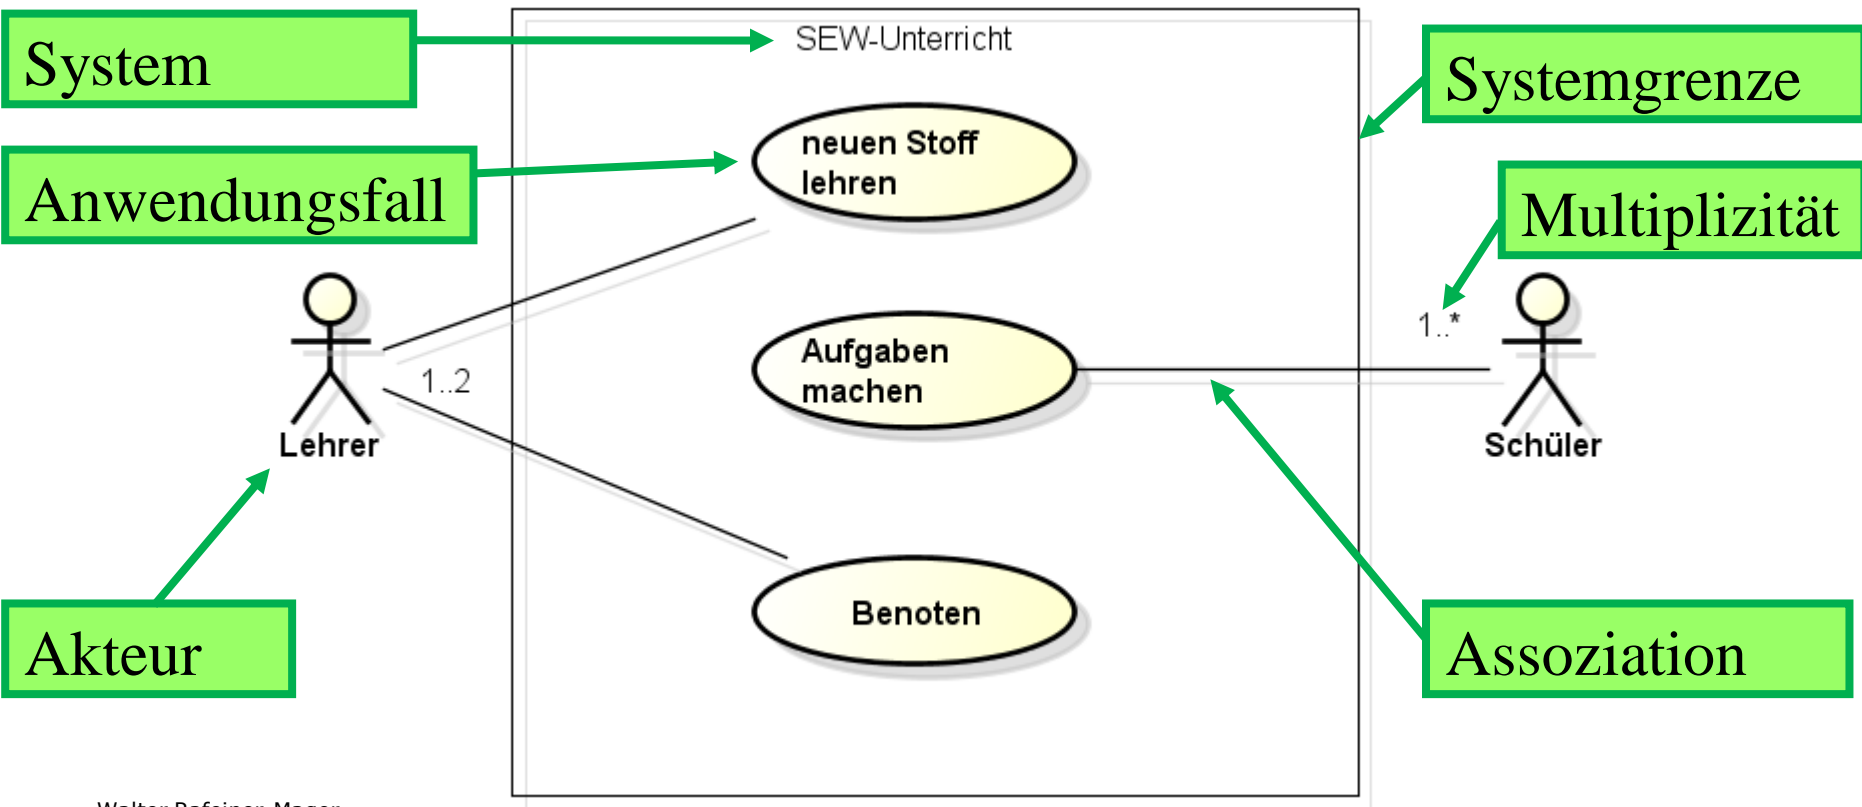 System
SEW-Unterricht
Systemgrenze
neuen Stoff
lehren
Anwendungsfall
Multiplizität
1..*
Aufgaben
machen
1..2
Lehrer
Schüler
Benoten
Akteur
Assoziation